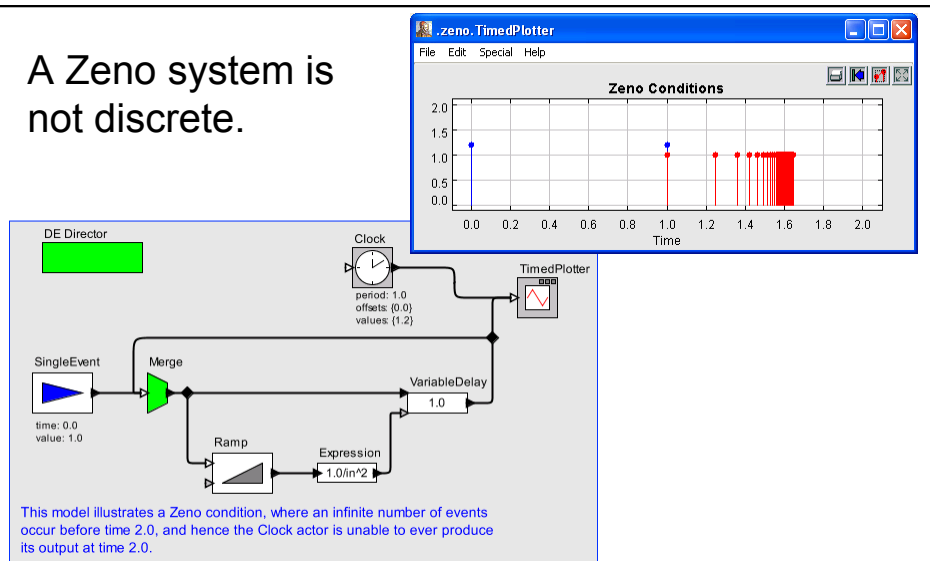 A Zeno system is
not discrete.
.zeno.TimedPlotter
File Edit Special Help
Zeno Conditions
2.0
1.5
1.0
0.5
0.0
0.0 0.2 0.4 0.6 0.8 1.0 1.2 1.4 1.6 1.8 2.0
Time
DE Director
Clock
period: 1.0
offsets: {0.0}
values: {1.2}
TimedPlotter
SingleEvent
time: 0.0
value: 1.0
Merge
VariableDelay
1.0
Ramp
Expression
1.0/in^2
This model illustrates a Zeno condition, where an infinite number of events
occur before time 2.0, and hence the Clock actor is unable to ever produce
its output at time 2.0.